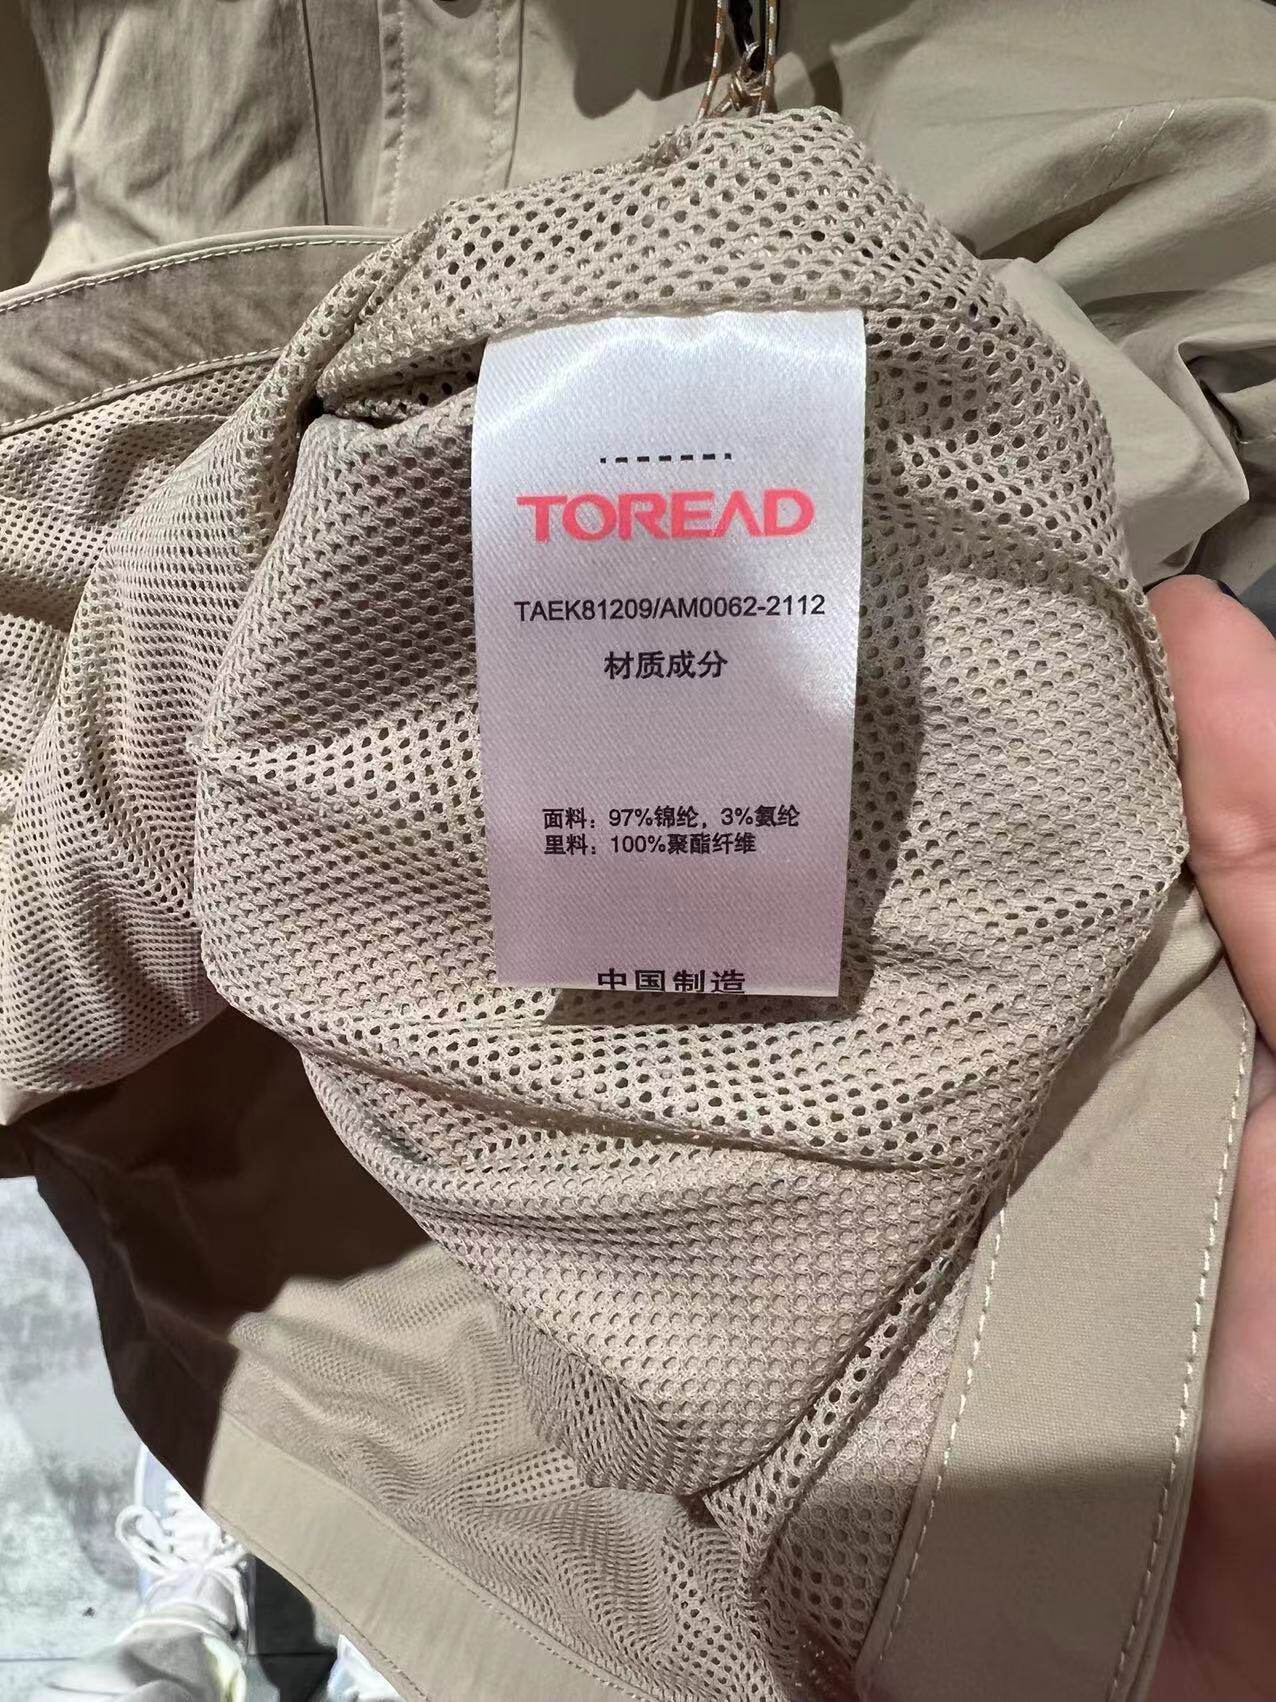 TOREAD
TAEK81209/AM0062-2112
材质成分
面料：97%锦纶，3%氨纶
里料：100%聚酯纤维
中国制造